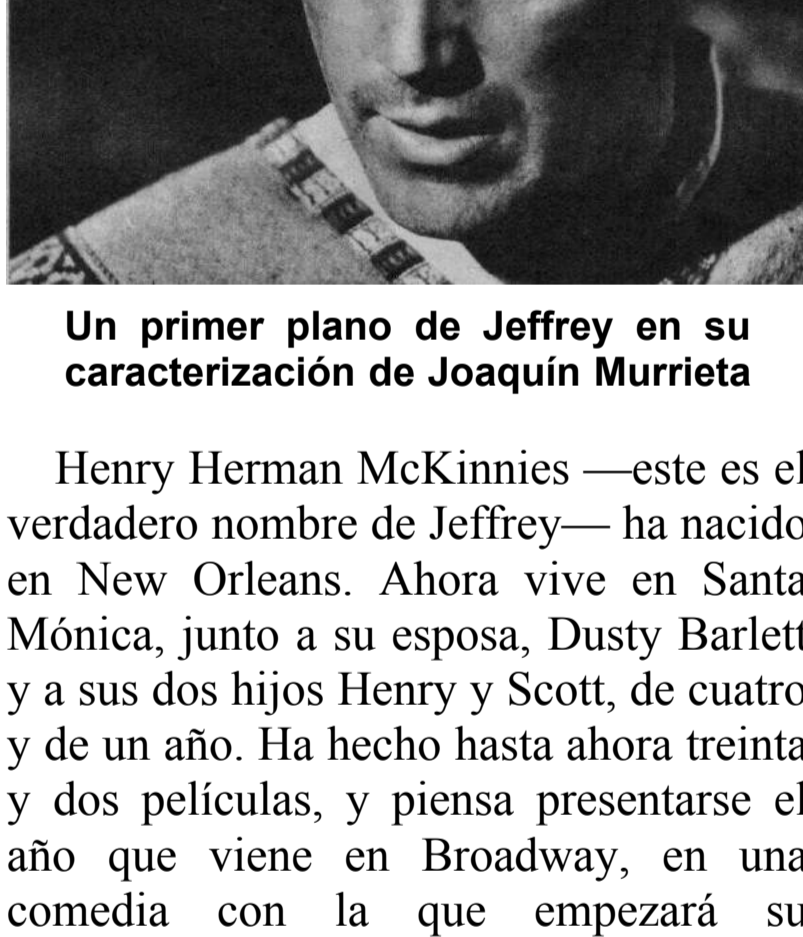 Un primer plano de Jeffrey en su
caracterización de Joaquín Murrieta
Henry Herman McKinnies —este es el
verdadero nombre de Jeffrey— ha nacido
en New Orleans. Ahora vive en Santa
Mónica, junto a su esposa, Dusty Barlett
y a sus dos hijos Henry y Scott, de cuatro
y de un año. Ha hecho hasta ahora treinta
y dos películas, y piensa presentarse el
año que viene en Broadway, en una
comedia con la que empezará su